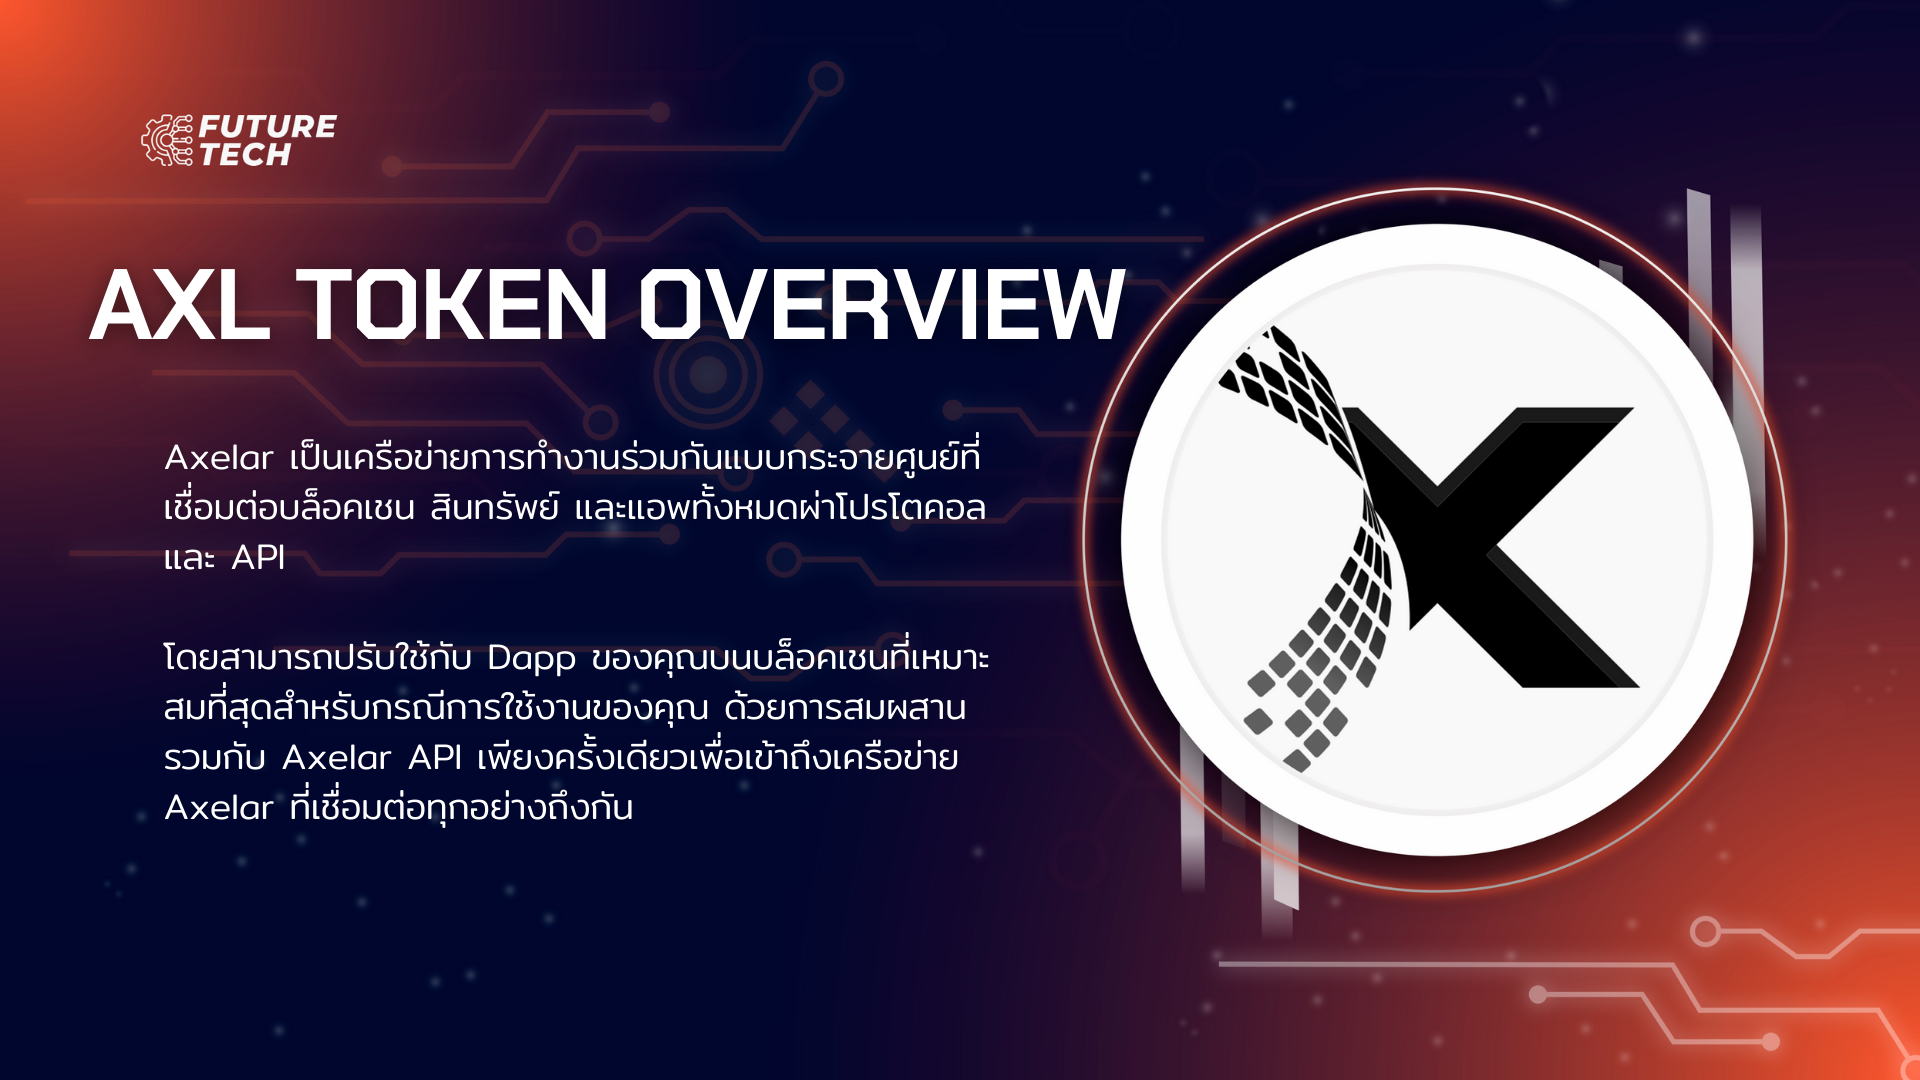 FUTURE
TECH
AXL TOKEN OVERVIEW
Axelar เป็นเครือข่ายการทำงานร่วมกันแบบกระจายศูนย์ที่
เชื่อมต่อบล็อคเชน สินทรัพย์ และแอพทั้งหมดผ่าโปรโตคอล
และ API
โดยสามารถปรับใช้กับ Dapp ของคุณบนบล็อคเชนที่เหมาะ
สมที่สุดสำหรับกรณีการใช้งานของคุณ ด้วยการสมผสาน
รวมกับ Axelar API เพียงครั้งเดียวเพื่อเข้าถึงเครือข่าย
Axelar ที่เชื่อมต่อทุกอย่างถึงกัน